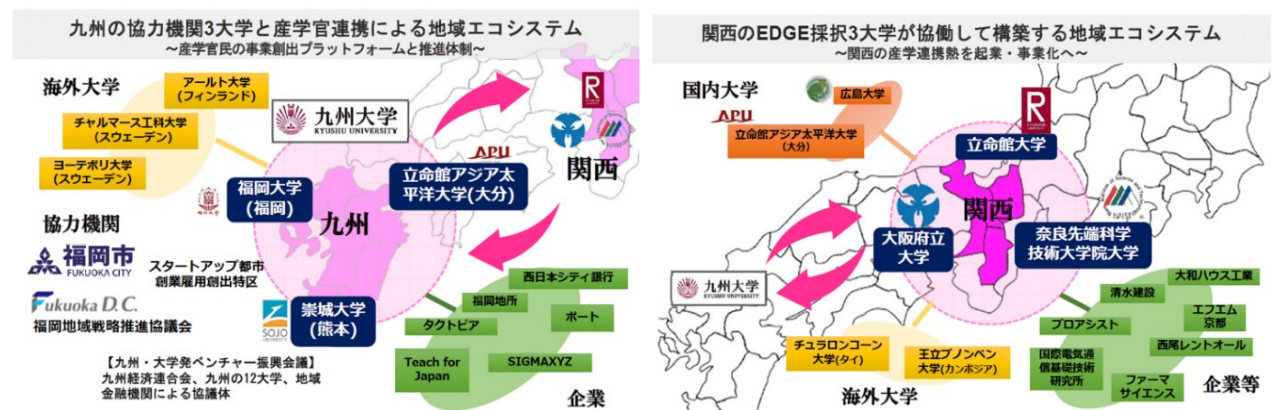 九州の協力機関3大学と産学官連携による地域エコシステム
~産学官民の事業創出プラットフォームと推進体制~
海外大学
アールト大学
(フィンランド)
チャルマース工科大学
(スウェーデン)
ヨーテボリ大学
(スウェーデン)
九州大学
KYUSHU UNIVERSITY
R
APU
関西
福岡大学
(福岡)
立命館アジア太
平洋大学(大分)
九州
協力機関
福岡市
FUKUOKA CITY
スタートアップ都市
創業雇用創出特区
Fukuoka D.C.
福岡地域戦略推進協議会
SOJO
崇城大学
(熊本)
西日本シティ銀行
福岡地所
ボート
タクトピア
Teach for
Japan
SIGMAXYZ
企業
【九州・大学発ベンチャー振興会議】
九州経済連合会、九州の12大学、地域
金融機関による協議体
関西のEDGE採択3大学が協働して構築する地域エコシステム
~関西の産学連携熱を起業・事業化へ~
国内大学
広島大学
APU
立命館アジア太平洋大学
(大分)
R
立命館大学
関西
NAIST
大阪府立
大学
奈良先端科学
技術大学院大学
九州大学
KYUSHU UNIVERSITY
大和ハウス工業
清水建設
エフエム
京都
プロアシスト
西尾レントオール
国際電気通
信基礎技術
研究所
ファーマ
サイエンス
企業等
チュラロンコーン
大学(タイ)
王立プノンペン
大学(カンボジア)
海外大学